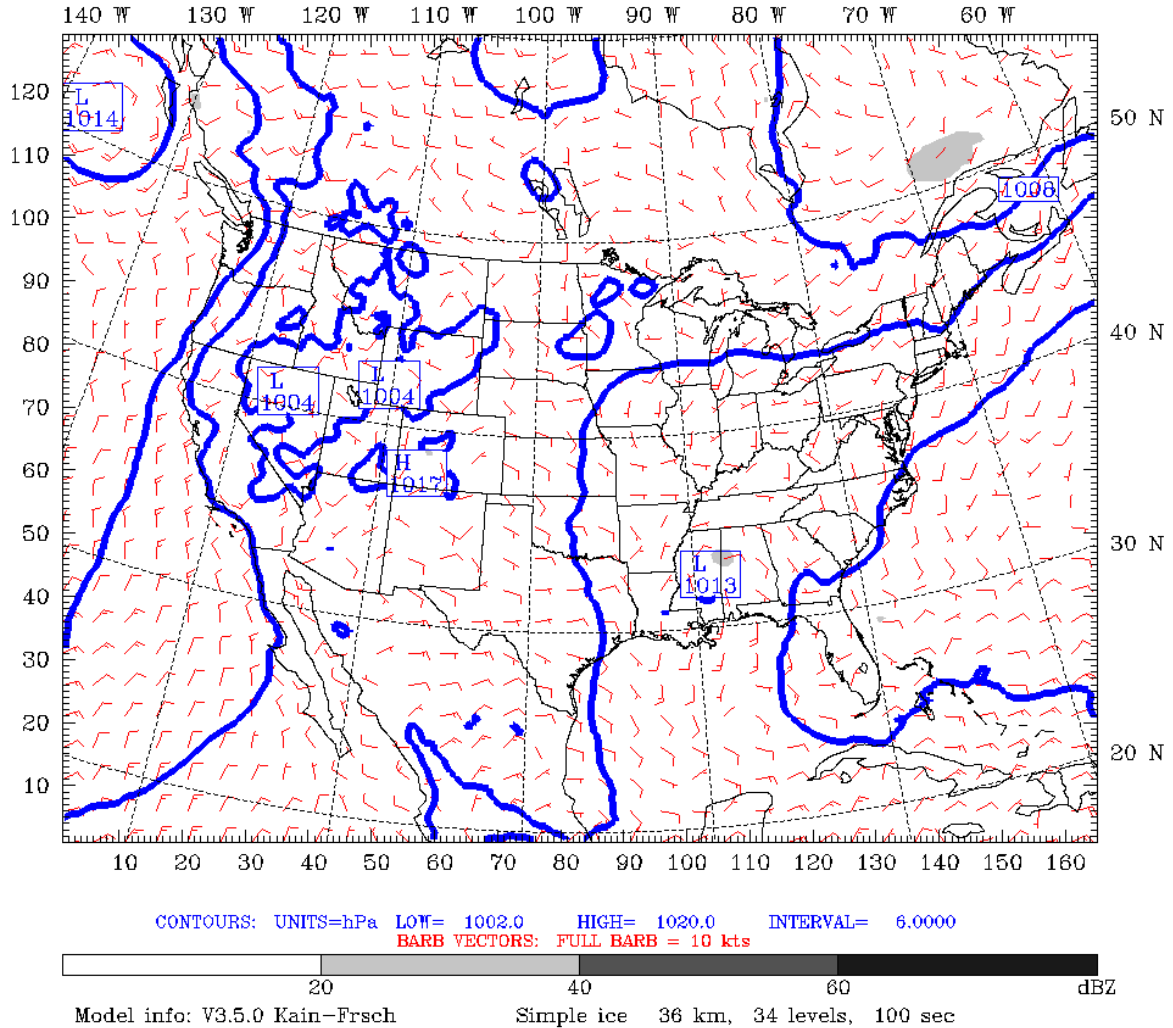 140 W 130 W 120 W 110 W 100 W 90 W 80 W 70 W 60 W
120
L
1014
50 N
110
1008
100
90
40 N
80
L
1004
L
1004
70
60
H
1017
50
30 N
L
1013
40
30
20
20 N
10
10 20 30 40 50 60 70 80 90 100 110 120 130 140 150 160
CONTOURS: UNITS=hPa LOW= 1002.0 HIGH= 1020.0 INTERVAL= 6.0000
BARB VECTORS: FULL BARB = 10 kts
20 40 60 dBZ
Model info: V3.5.0 Kain-Frsch Simple ice 36 km, 34 levels, 100 sec